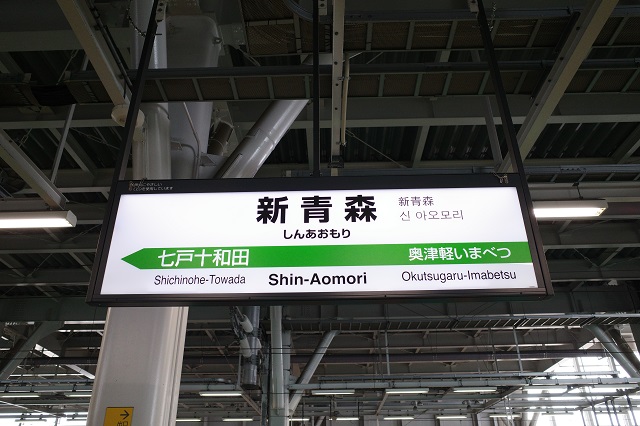 新青森
しんあおもり
新青森
신 아오모리
七戸十和田
奥津軽いまべつ
Shichinohe-Towada
Shin-Aomori
Okutsugaru-Imabetsu